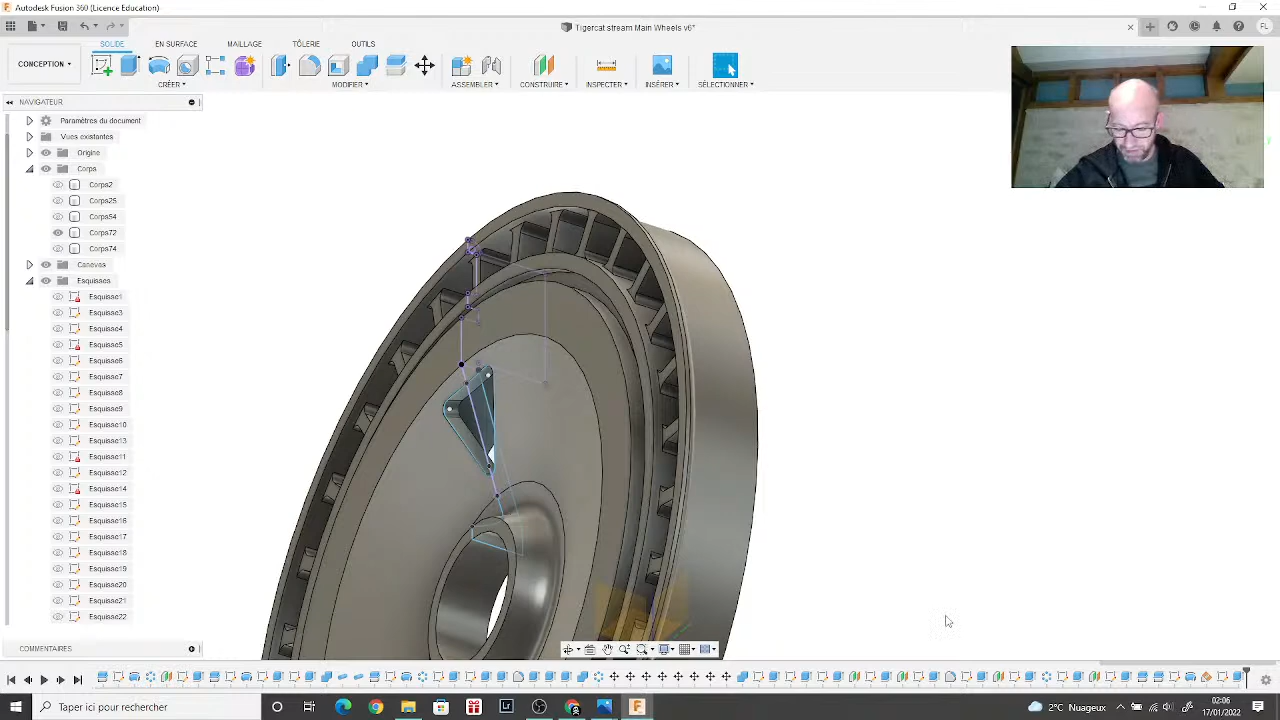 Autodesk Fusion 360 (Licence Education)
Tigercat stream Main Wheels v6*
FL
SOLIDE EN SURFACE MAILLAGE TÔLERIE OUTILS
CONCEPTION
CRÉER MODIFIER ASSEMBLER CONSTRUIRE INSPECTER INSÉRER SÉLECTIONNER
NAVIGATEUR
Paramètres du document
Vues existantes
Origine
Corps
Corps2
Corps25
Corps54
Corps72
Corps74
Canevas
Esquisses
Esquisse1
Esquisse3
Esquisse4
Esquisse5
Esquisse6
Esquisse7
Esquisse8
Esquisse9
Esquisse10
Esquisse13
Esquisse11
Esquisse12
Esquisse14
Esquisse15
Esquisse16
Esquisse17
Esquisse18
Esquisse19
Esquisse20
Esquisse21
Esquisse22
COMMENTAIRES
Taper ici pour rechercher
2°C Nuageux
02:06
17/01/2022